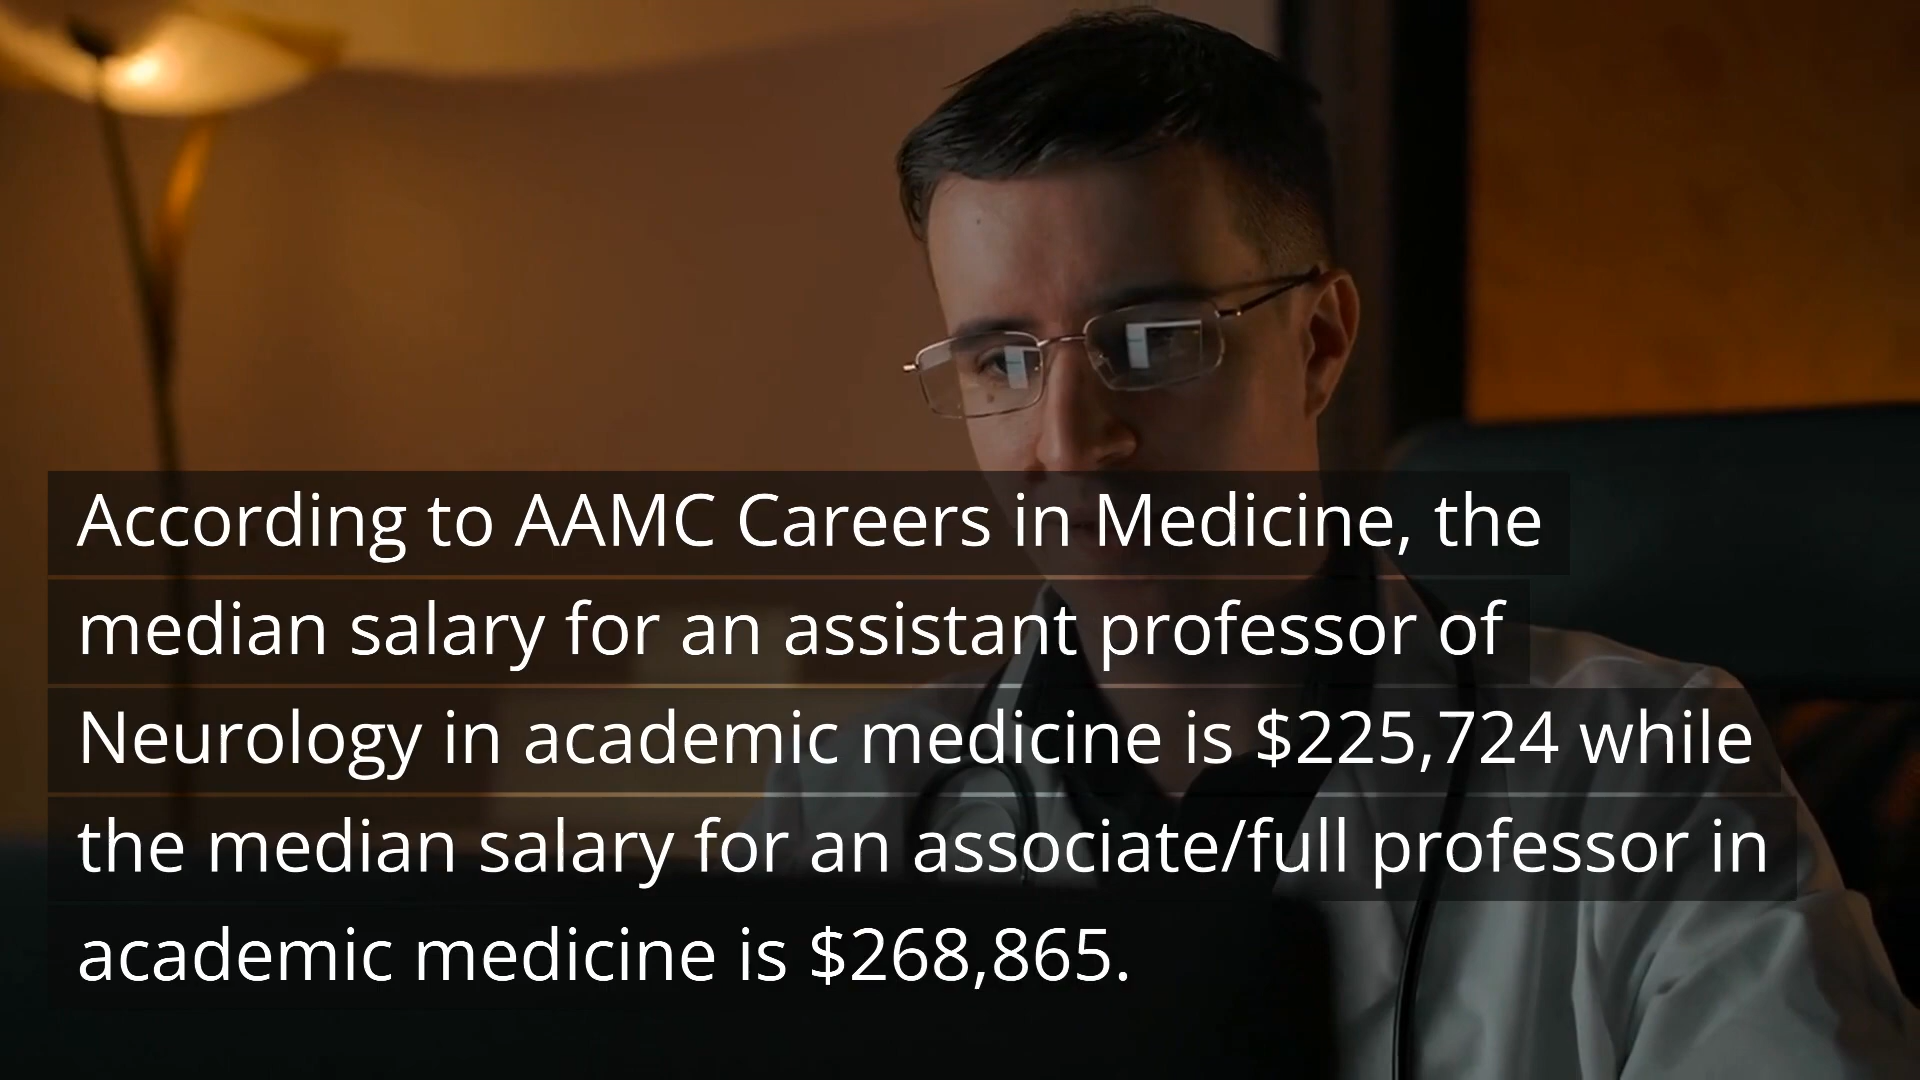 According to AAMC Careers in Medicine, the
median salary for an assistant professor of
Neurology in academic medicine is $225,724 while
the median salary for an associate/full professor in
academic medicine is $268,865.